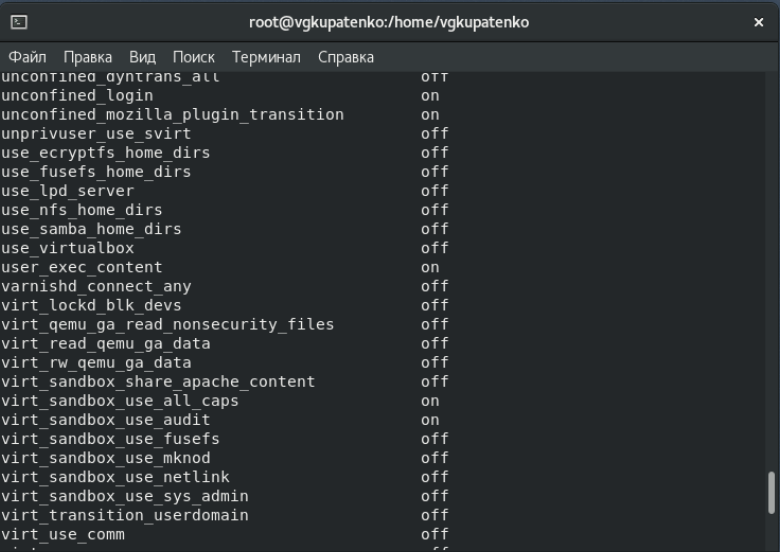 root@vgkupatenko:/home/vgkupatenko
Файл Правка Вид Поиск Терминал Справка
unconfined_dyntrans_all off
unconfined_login on
unconfined_mozilla_plugin_transition on
unprivuser_use_svirt off
use_ecryptfs_home_dirs off
use_fusefs_home_dirs off
use_lpd_server off
use_nfs_home_dirs off
use_samba_home_dirs off
use_virtualbox off
user_exec_content on
varnishd_connect_any off
virt_lockd_blk_devs off
virt_qemu_ga_read_nonsecurity_files off
virt_read_qemu_ga_data off
virt_rw_qemu_ga_data off
virt_sandbox_share_apache_content off
virt_sandbox_use_all_caps on
virt_sandbox_use_audit on
virt_sandbox_use_fusefs off
virt_sandbox_use_mknod off
virt_sandbox_use_netlink off
virt_sandbox_use_sys_admin off
virt_transition_userdomain off
virt_use_comm off